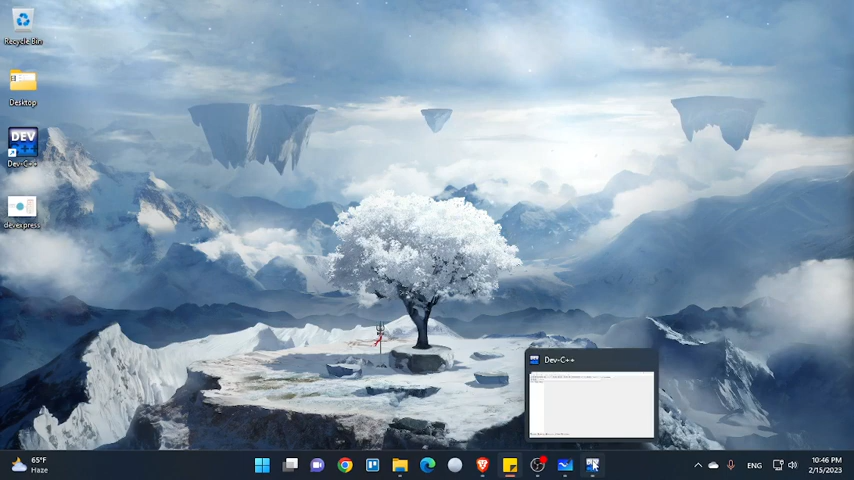 Recycle Bin
Desktop
DEV
Dev-C++
devexpress
Dev-C++
65°F
Haze
ENG
10:46 PM
2/15/2023